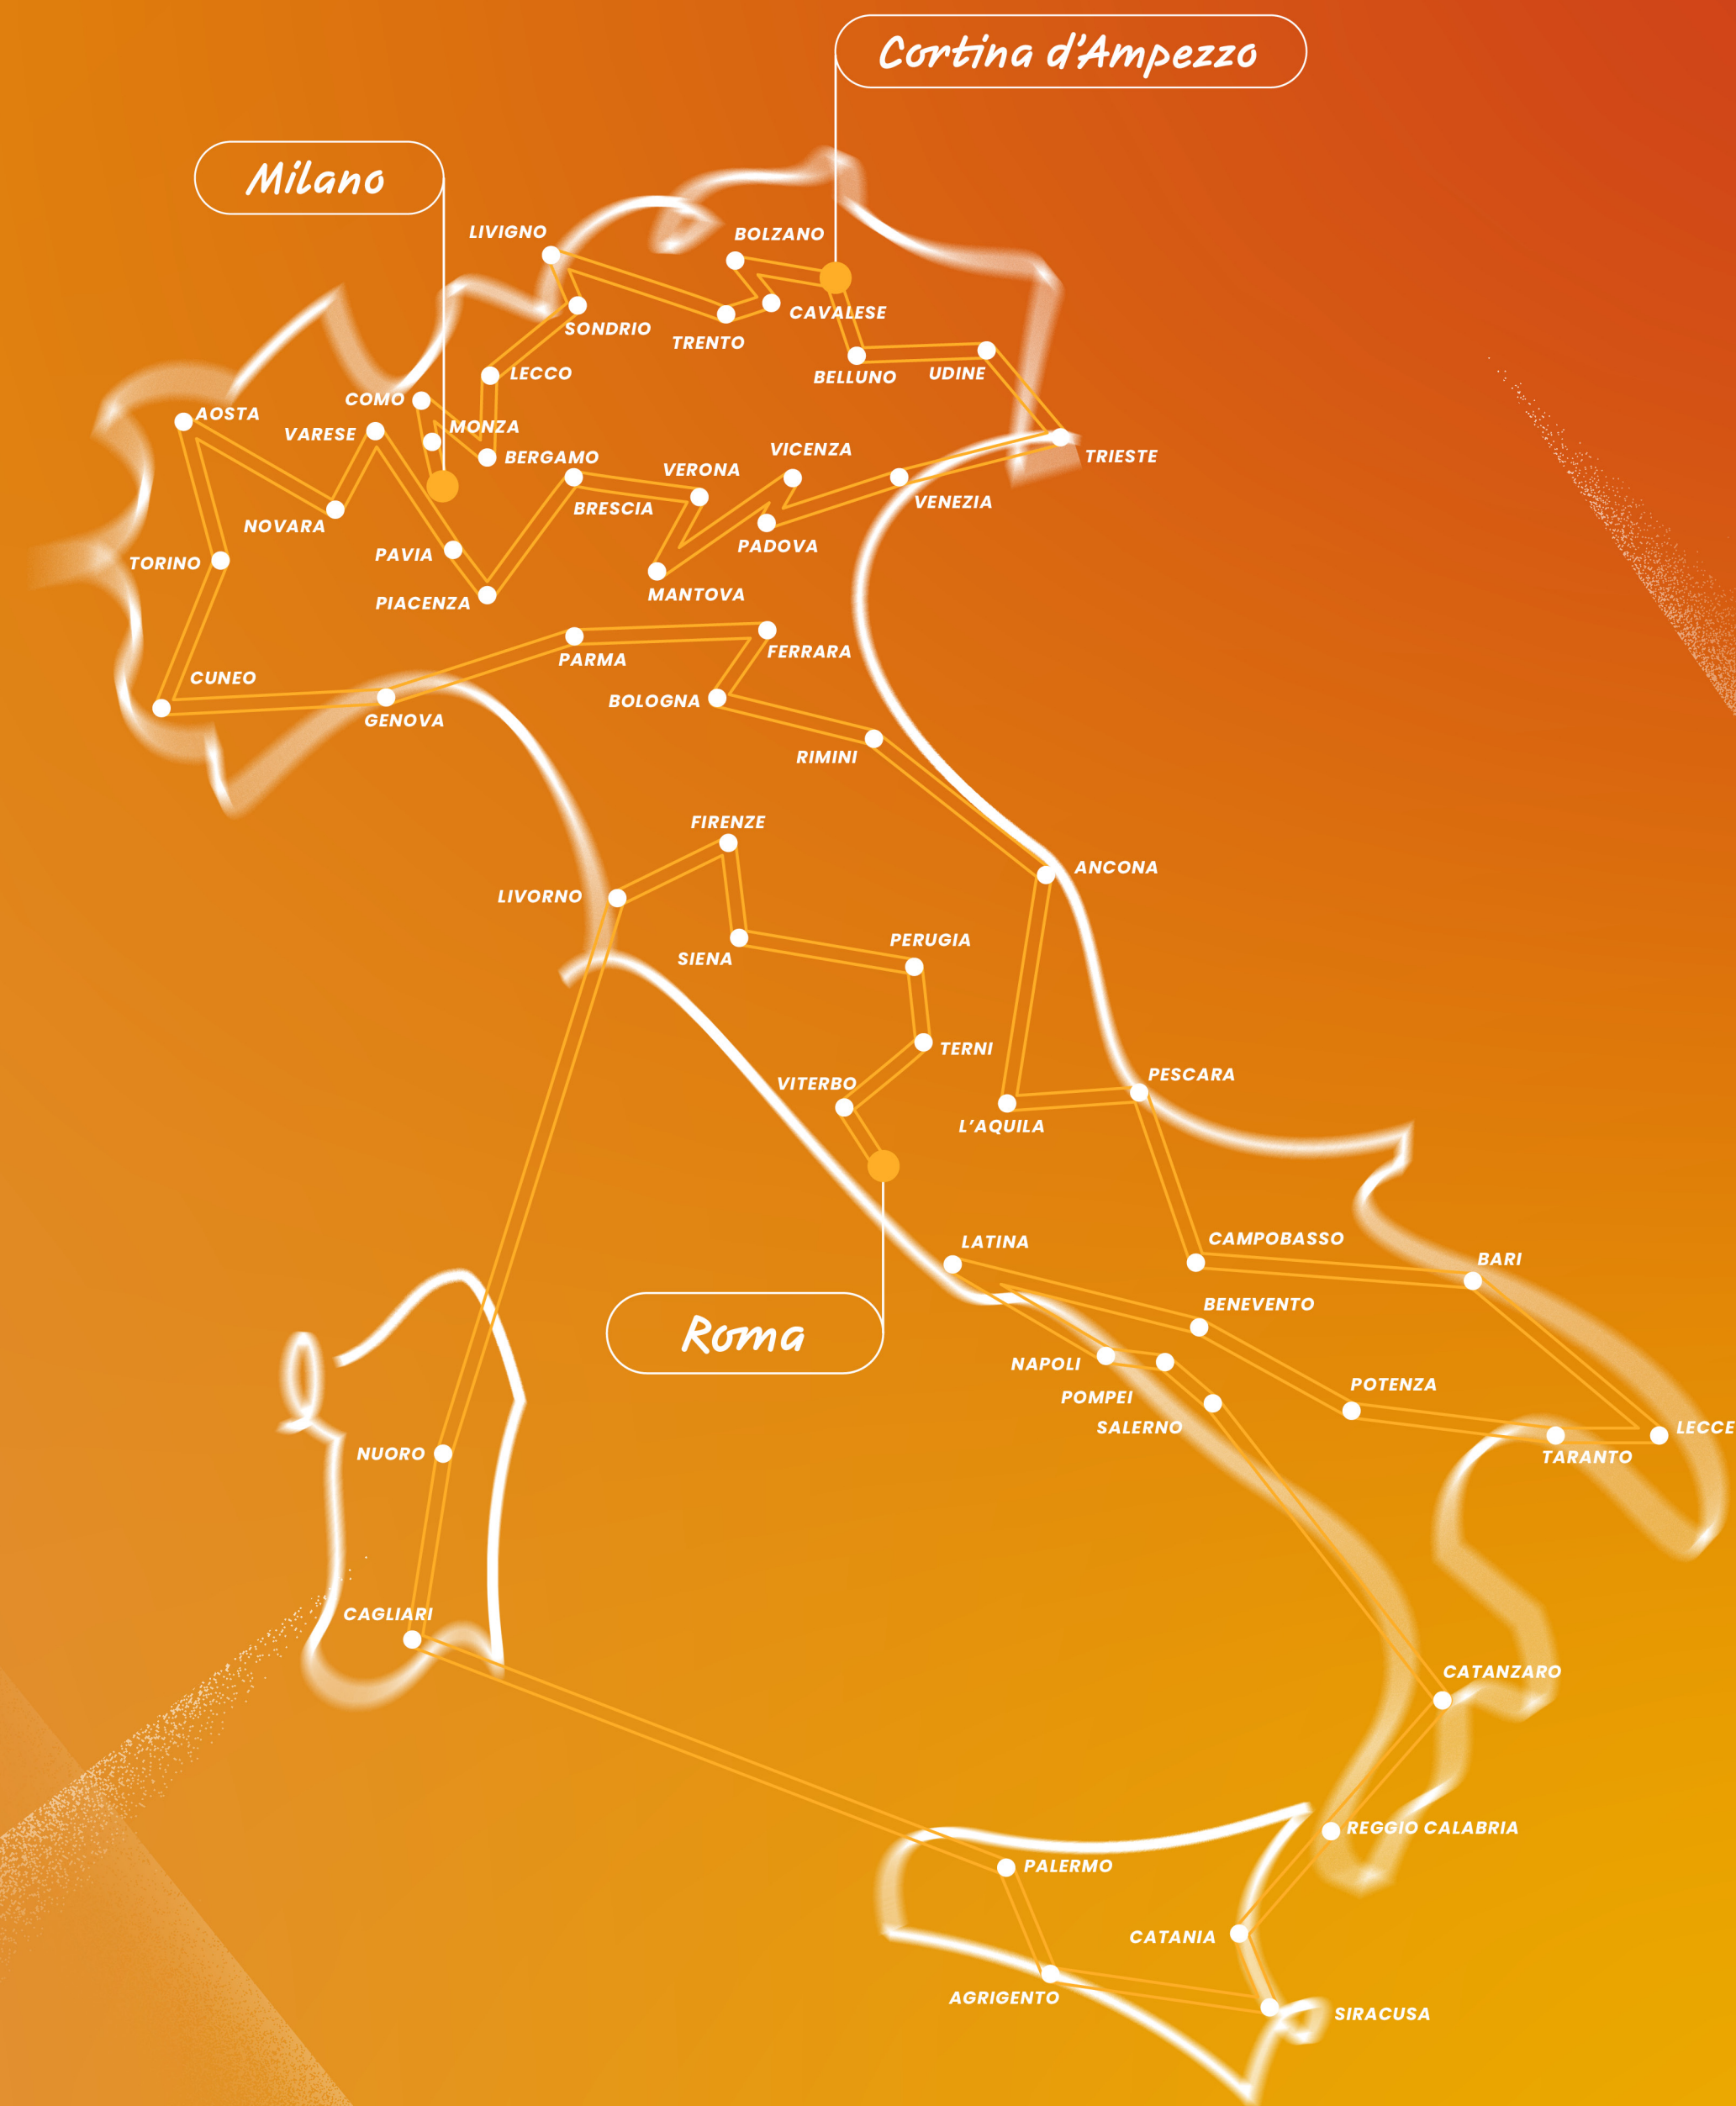 Cortina d'Ampezzo
Milano
LIVIGNO
BOLZANO
CAVALESE
SONDRIO
TRENTO
LECCO
BELLUNO
UDINE
COMO
AOSTA
MONZA
VARESE
VICENZA
TRIESTE
BERGAMO
VERONA
VENEZIA
BRESCIA
NOVARA
PADOVA
PAVIA
TORINO
MANTOVA
PIACENZA
FERRARA
PARMA
CUNEO
BOLOGNA
GENOVA
RIMINI
FIRENZE
ANCONA
LIVORNO
PERUGIA
SIENA
TERNI
PESCARA
VITERBO
L'AQUILA
CAMPOBASSO
LATINA
BARI
BENEVENTO
Roma
NAPOLI
POTENZA
POMPEI
SALERNO
LECCE
NUORO
TARANTO
CAGLIARI
CATANZARO
REGGIO CALABRIA
PALERMO
CATANIA
AGRIGENTO
SIRACUSA